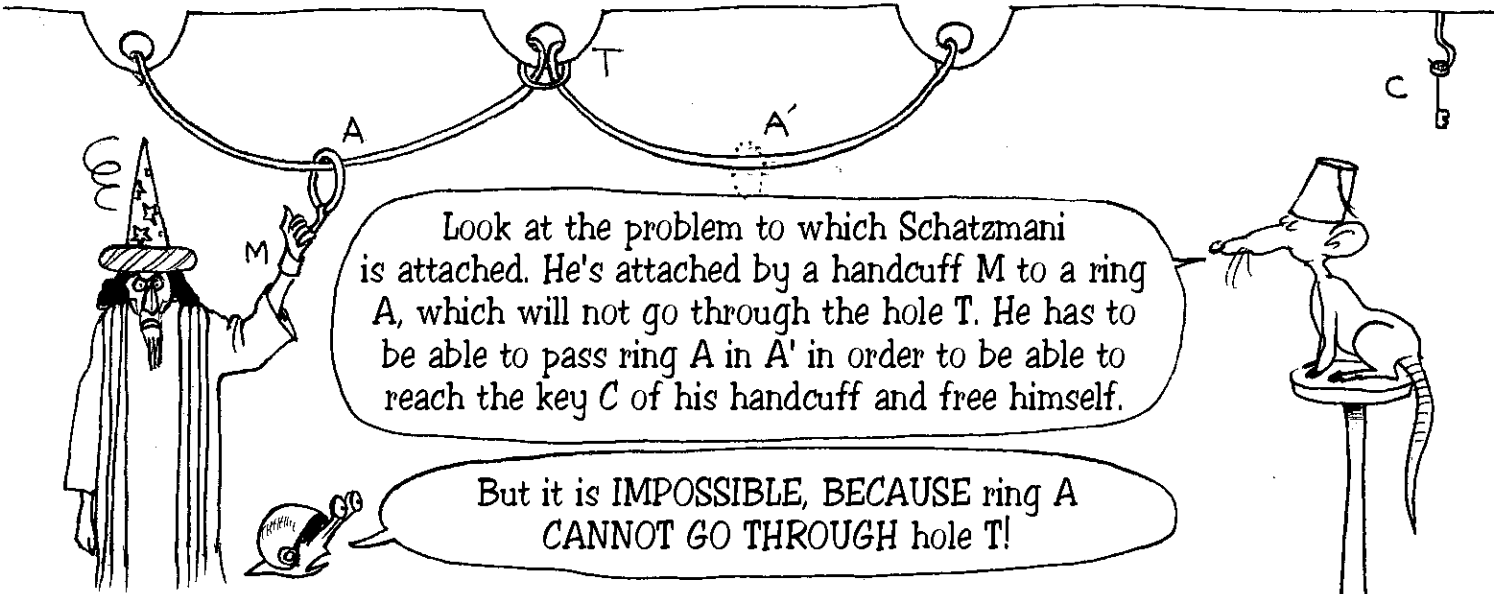 T
C
A
A'
M
Look at the problem to which Schatzmani
is attached. He's attached by a handcuff M to a ring
A, which will not go through the hole T. He has to
be able to pass ring A in A' in order to be able to
reach the key C of his handcuff and free himself.
But it is IMPOSSIBLE, BECAUSE ring A
CANNOT GO THROUGH hole T!